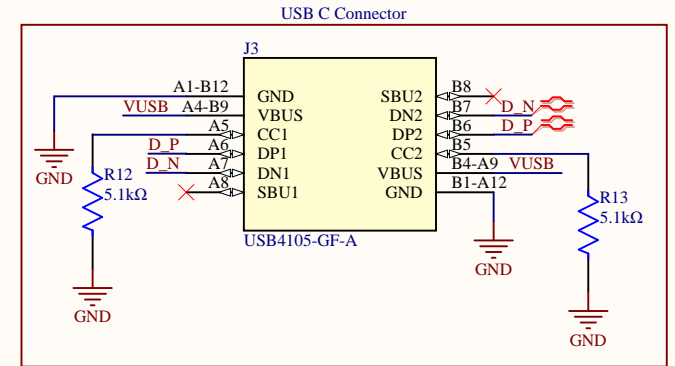 USB C Connector
J3
A1-B12
GND
SBU2
B8
VUSB
A4-B9
VBUS
DN2
B7
D_N
A5
CC1
DP2
B6
D_P
D_P
A6
DP1
CC2
B5
D_N
A7
DN1
VBUS
B4-A9
VUSB
A8
SBU1
GND
B1-A12
GND
R12
5.1kΩ
R13
5.1kΩ
USB4105-GF-A
GND
GND
GND